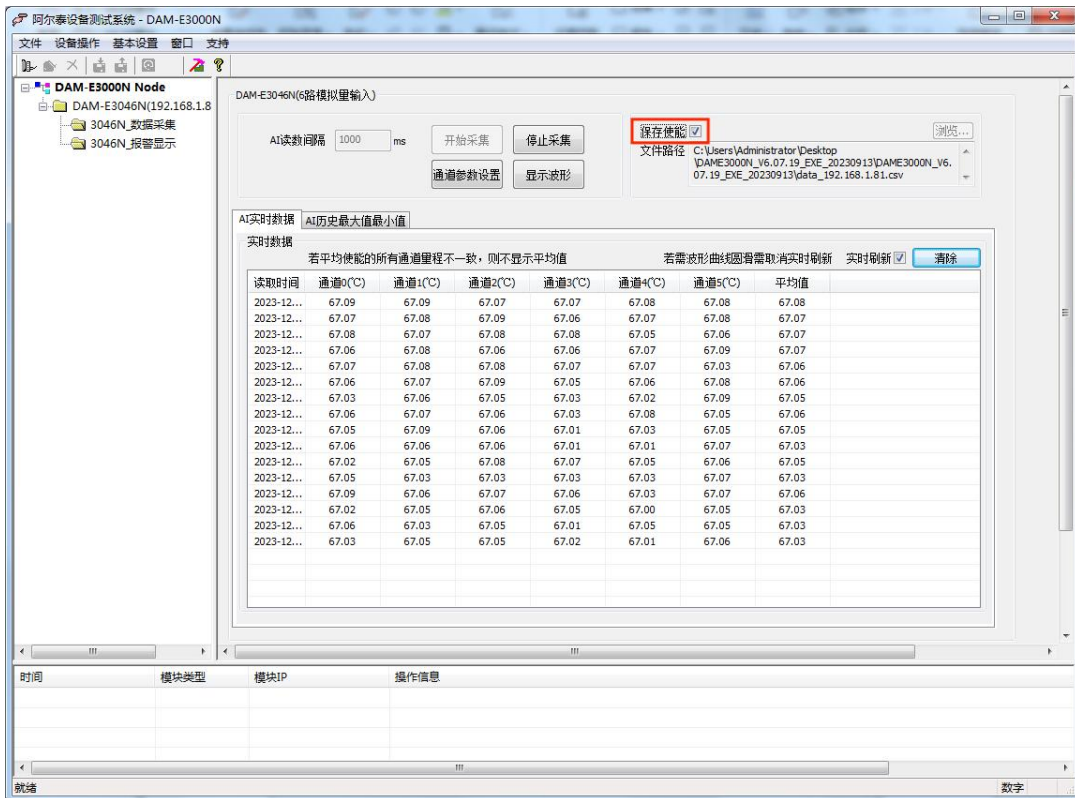 阿尔泰设备测试系统 - DAM-E3000N
文件 设备操作 基本设置 窗口 支持
DAM-E3000N Node
DAM-E3046N(192.168.1.8
3046N_数据采集
3046N_报警显示
DAM-E3046N(6路模拟里输入)
AI读数间隔 1000 ms 开始采集 停止采集
通道参数设置 显示波形
保存使能 浏览...
文件路径 C:\Users\Administrator\Desktop
\DAME3000N_V6.07.19_EXE_20230913\DAME3000N_V6.
07.19_EXE_20230913\data_192.168.1.81.csv
AI实时数据 AI历史最大值最小值
实时数据
若平均使能的所有通道里程不一致，则不显示平均值 若需波形曲线圆滑需取消实时刷新 实时刷新 清除
读取时间 通道0(℃) 通道1(℃) 通道2(℃) 通道3(℃) 通道4(℃) 通道5(℃) 平均值
2023-12... 67.09 67.09 67.07 67.07 67.08 67.08 67.08
2023-12... 67.07 67.08 67.09 67.06 67.07 67.08 67.07
2023-12... 67.08 67.07 67.08 67.08 67.05 67.06 67.07
2023-12... 67.06 67.08 67.06 67.06 67.07 67.09 67.07
2023-12... 67.07 67.08 67.08 67.07 67.07 67.03 67.06
2023-12... 67.06 67.07 67.09 67.05 67.06 67.08 67.06
2023-12... 67.03 67.06 67.05 67.03 67.02 67.09 67.05
2023-12... 67.06 67.07 67.06 67.03 67.08 67.05 67.06
2023-12... 67.05 67.09 67.06 67.01 67.03 67.05 67.05
2023-12... 67.06 67.06 67.06 67.01 67.01 67.07 67.03
2023-12... 67.02 67.05 67.08 67.07 67.05 67.06 67.05
2023-12... 67.05 67.03 67.03 67.03 67.03 67.07 67.03
2023-12... 67.09 67.06 67.07 67.06 67.03 67.07 67.06
2023-12... 67.02 67.05 67.06 67.05 67.00 67.05 67.03
2023-12... 67.06 67.03 67.05 67.01 67.05 67.05 67.03
2023-12... 67.03 67.05 67.05 67.02 67.01 67.06 67.03
时间 模块类型 模块IP 操作信息
就绪 数字